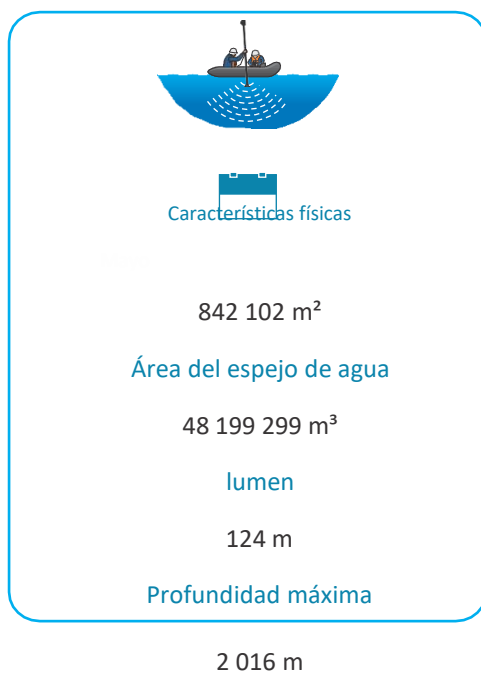 Características físicas
842 102 m²
Área del espejo de agua
48 199 299 m³
lumen
124 m
Profundidad máxima
2 016 m